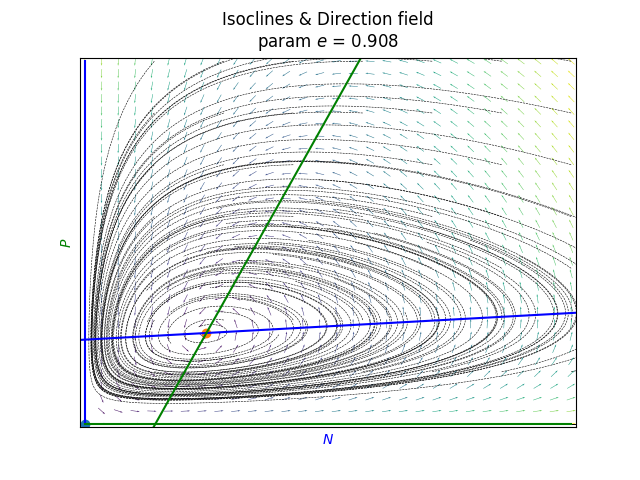 Isoclines & Direction field
param e = 0.908
P
N